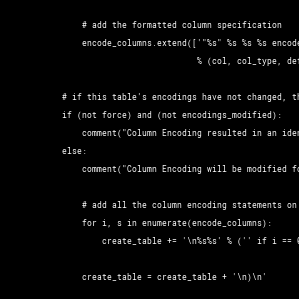 # add the formatted column specification
encode_columns.extend(['"%s" %s %s %s encode
% (col, col_type, def
# if this table's encodings have not changed, th
if (not force) and (not encodings_modified):
comment("Column Encoding resulted in an iden
else:
comment("Column Encoding will be modified fo
# add all the column encoding statements on
for i, s in enumerate(encode_columns):
create_table += '\n%s%s' % ('' if i == 0
create_table = create_table + '\n)\n'